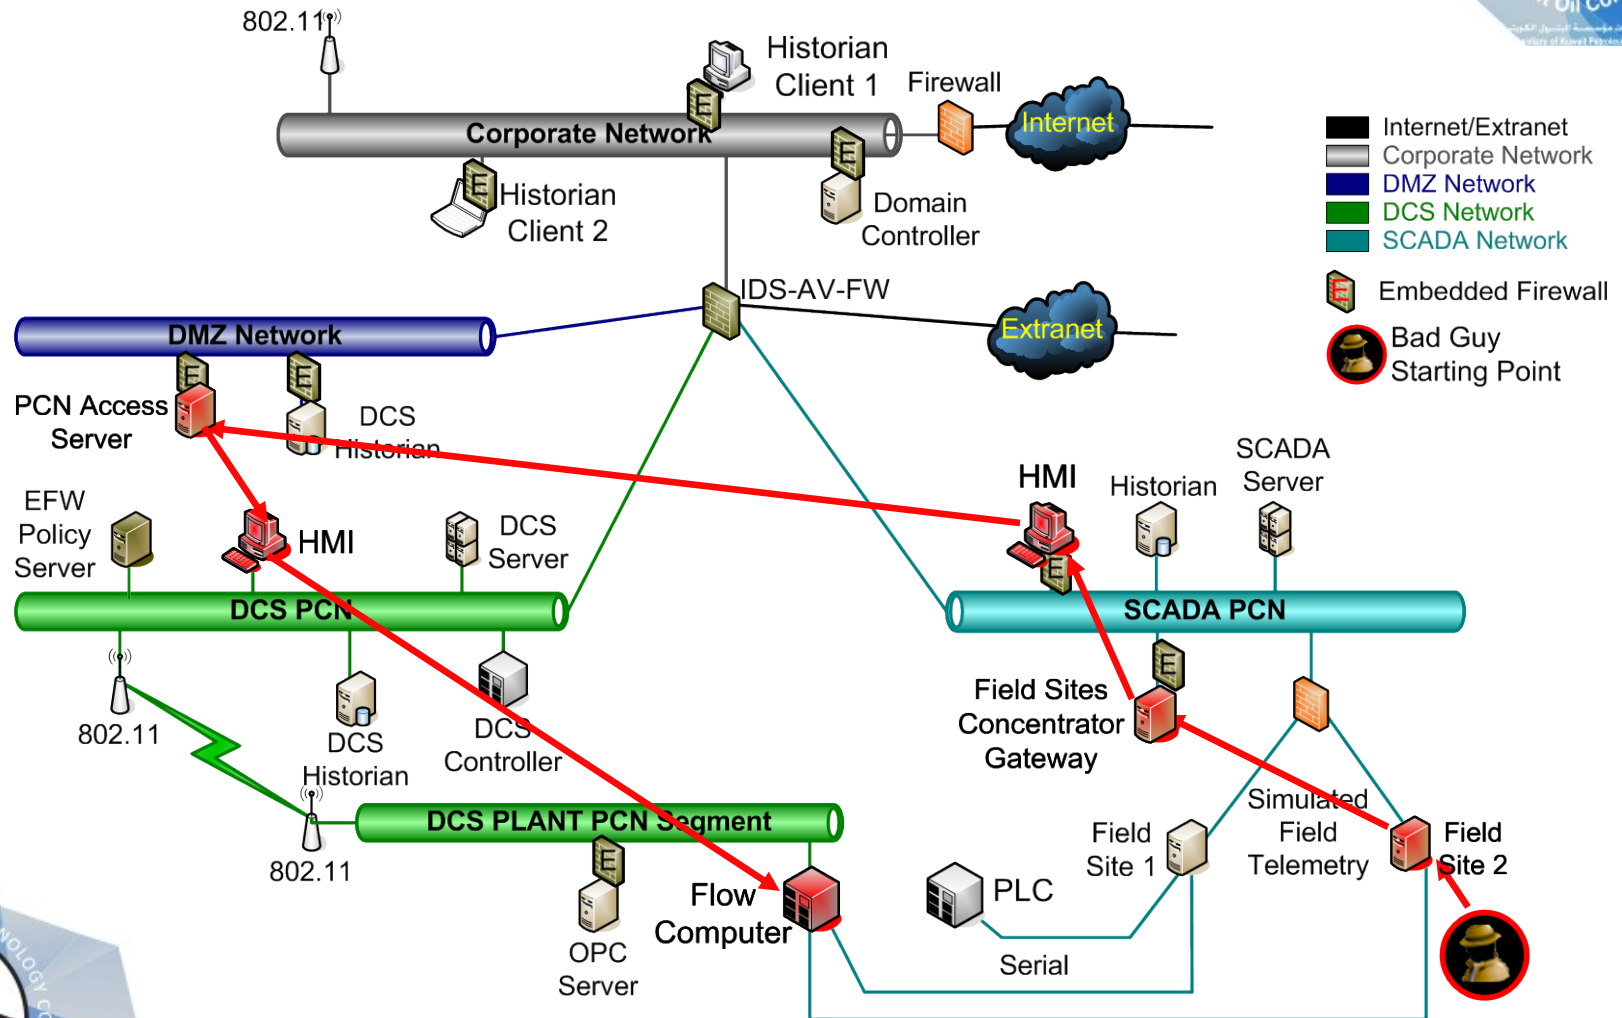 802.11
Historian
Client 1
Firewall
Oil Co
Internet
Corporate Network
E
E
E
Historian
Client 2
Domain
Controller
Internet/Extranet
Corporate Network
DMZ Network
DCS Network
SCADA Network
E
Embedded Firewall
Bad Guy
Starting Point
IDS-AV-FW
Extranet
DMZ Network
E
E
PCN Access
Server
DCS
Historian
EFW
Policy
Server
HMI
DCS
Server
HMI
Historian
SCADA
Server
E
DCS PCN
SCADA PCN
802.11
DCS
Historian
DCS
Controller
E
Field Sites
Concentrator
Gateway
802.11
DCS PLANT PCN Segment
E
OPC
Server
Flow
Computer
PLC
Serial
Field
Site 1
Simulated
Field
Telemetry
Field
Site 2
NOLOGY CO